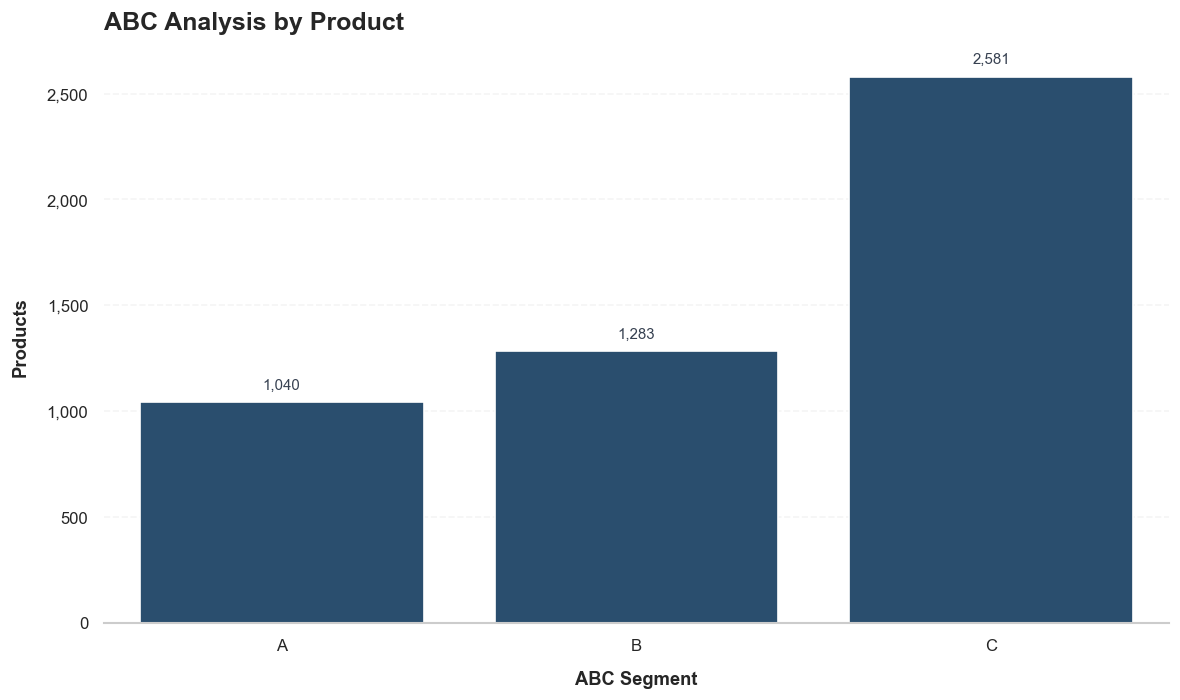 ABC Analysis by Product
2,581
2,500
2,000
1,500
1,283
1,040
1,000
500
0
Products
A
B
C
ABC Segment